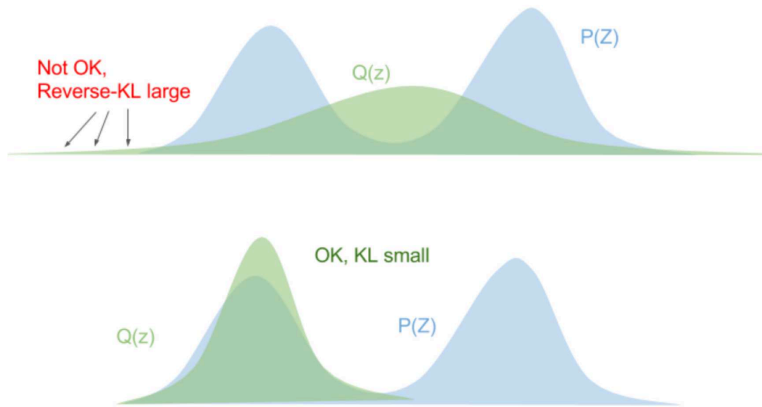 P(Z)
Q(z)
Not OK,
Reverse-KL large
OK, KL small
Q(z)
P(Z)